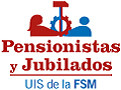 Pensionistas
y Jubilados
UIS de la FSM